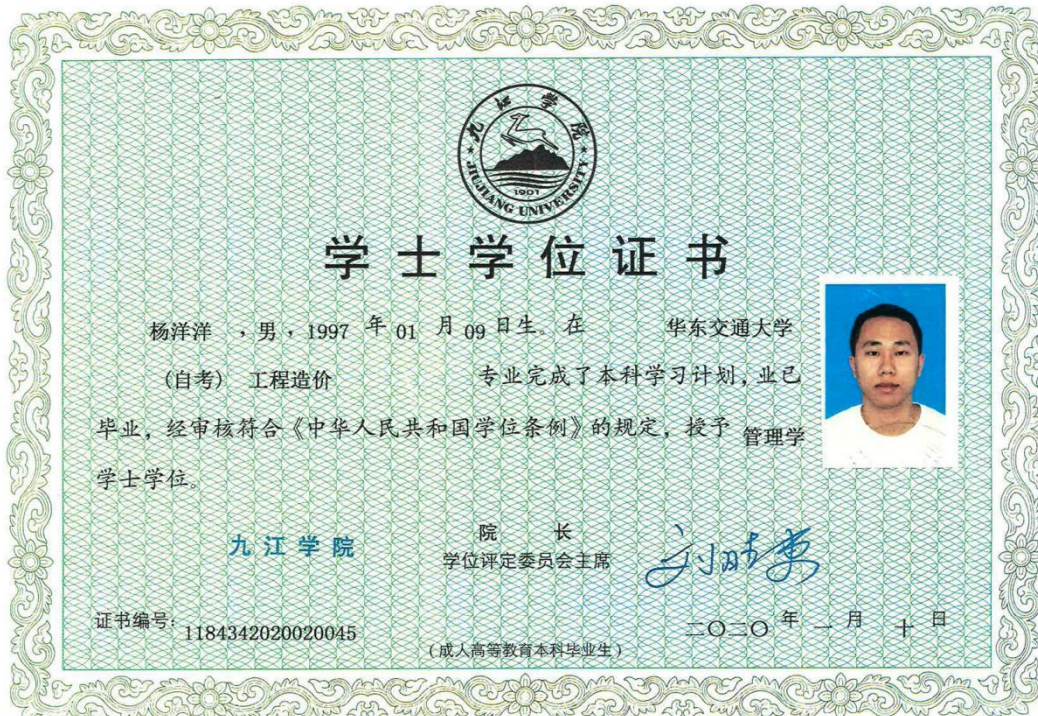 九江学院
JIUJIANG UNIVERSITY
1901
学士学位证书
杨洋洋 ，男，1997 年 01 月 09 日生。在 华东交通大学
(自考) 工程造价 专业完成了本科学习计划，业已
毕业，经审核符合《中华人民共和国学位条例》的规定，授予 管理学
学士学位。
九江学院
院 长
学位评定委员会主席
证书编号：1184342020020045
二〇二〇 年 一 月 十 日
(成人高等教育本科毕业生)